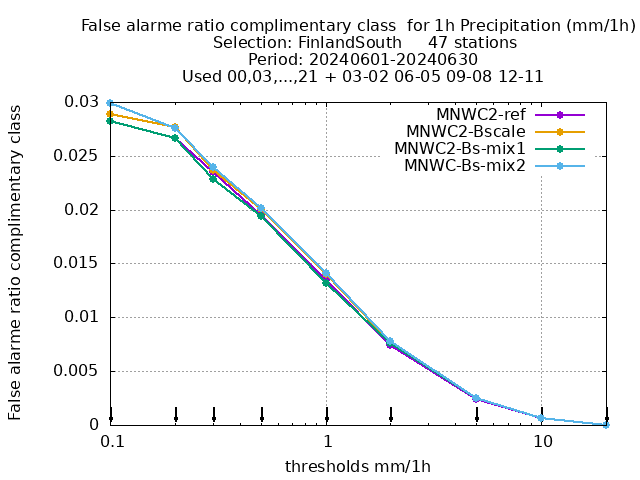 False alarme ratio complimentary class  for 1h Precipitation (mm/1h)
Selection: FinlandSouth     47 stations
Period: 20240601-20240630
Used 00,03,...,21 + 03-02 06-05 09-08 12-11
False alarme ratio complimentary class
0.03
0.025
0.02
0.015
0.01
0.005
0
MNWC2-ref
MNWC2-Bscale
MNWC2-Bs-mix1
MNWC-Bs-mix2
0.1 1 10
thresholds mm/1h